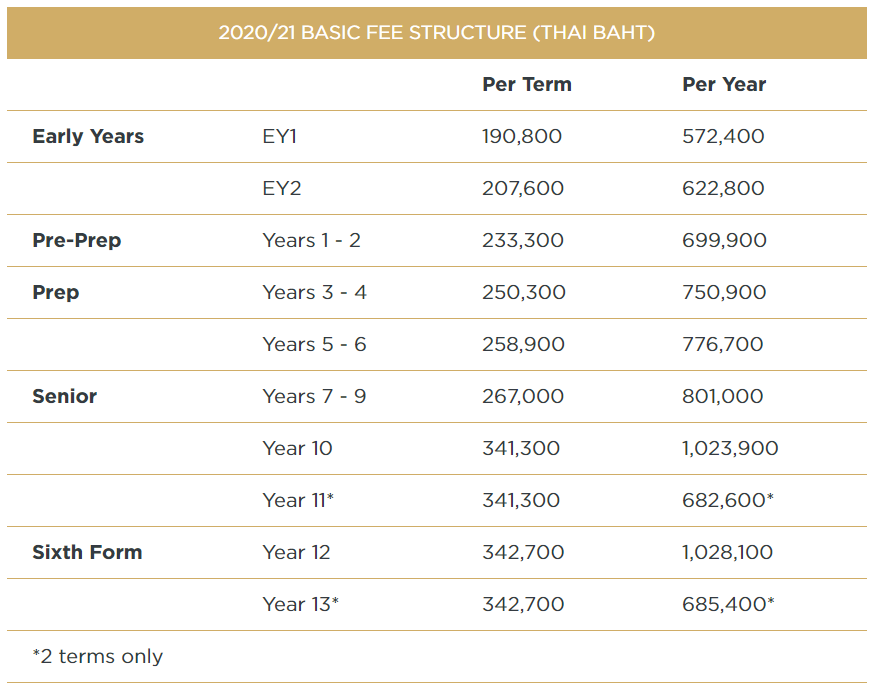 2020/21 BASIC FEE STRUCTURE (THAI BAHT)
Per Term Per Year
Early Years EY1 190,800 572,400
EY2 207,600 622,800
Pre-Prep Years 1 - 2 233,300 699,900
Prep Years 3 - 4 250,300 750,900
Years 5 - 6 258,900 776,700
Senior Years 7 - 9 267,000 801,000
Year 10 341,300 1,023,900
Year 11* 341,300 682,600*
Sixth Form Year 12 342,700 1,028,100
Year 13* 342,700 685,400*
*2 terms only